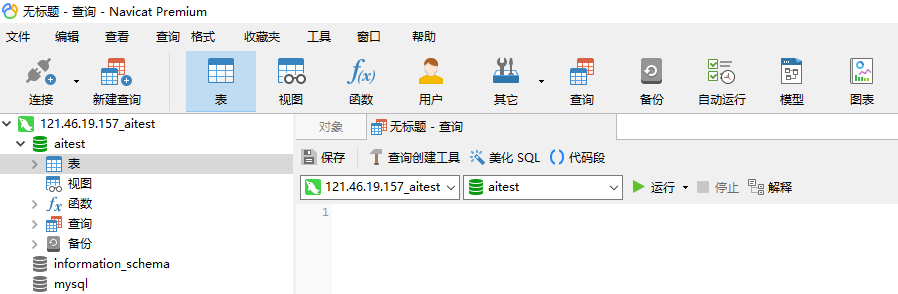 无标题 - 查询 - Navicat Premium
文件 编辑 查看 查询 格式 收藏夹 工具 窗口 帮助
连接 新建查询 表 视图 函数 用户 其它 查询 备份 自动运行 模型 图表
121.46.19.157_aitest
aitest
表
视图
函数
查询
备份
information_schema
mysql
对象 无标题 - 查询
保存 查询创建工具 美化 SQL 代码段
121.46.19.157_aitest aitest 运行 停止 解释
1